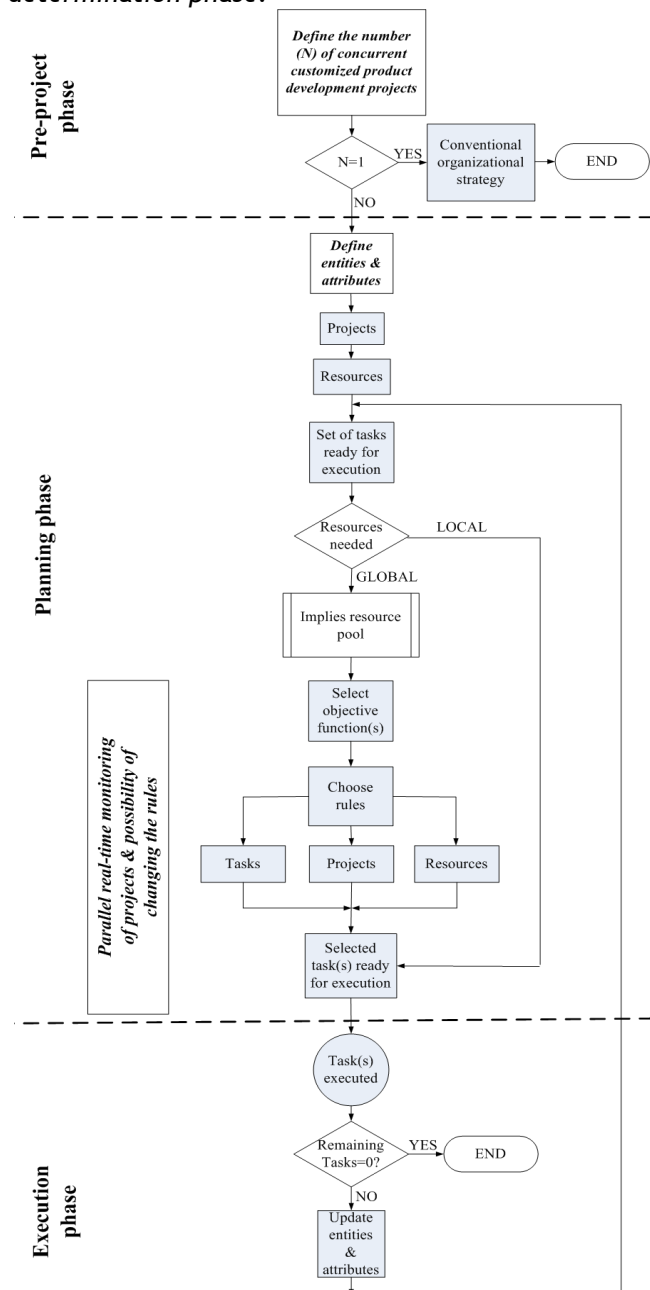 determination phase.
Define the number
(N) of concurrent
customized product
development projects
Pre-project
phase
N=1
YES
Conventional
organizational
strategy
END
NO
Define
entities &
attributes
Projects
Resources
Set of tasks
ready for
execution
Planning phase
Resources
needed
LOCAL
GLOBAL
Implies resource
pool
Select
objective
function(s)
Parallel real-time monitoring
of projects & possibility of
changing the rules
Choose
rules
Tasks
Projects
Resources
Selected
task(s) ready
for execution
Execution
phase
Task(s)
executed
Remaining
Tasks=0?
YES
END
NO
Update
entities
&
attributes